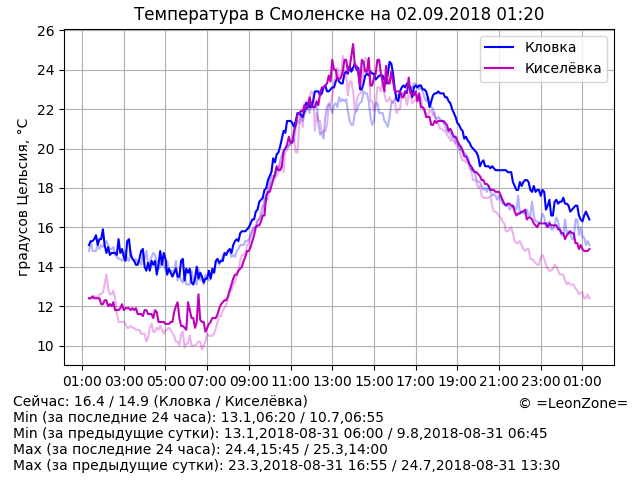 Температура в Смоленске на 02.09.2018 01:20
26
24
22
20
18
16
14
12
10
градусов Цельсия, °C
Кловка
Киселёвка
01:00 03:00 05:00 07:00 09:00 11:00 13:00 15:00 17:00 19:00 21:00 23:00 01:00
Сейчас: 16.4 / 14.9 (Кловка / Киселёвка)
© =LeonZone=
Min (за последние 24 часа): 13.1,06:20 / 10.7,06:55
Min (за предыдущие сутки): 13.1,2018-08-31 06:00 / 9.8,2018-08-31 06:45
Max (за последние 24 часа): 24.4,15:45 / 25.3,14:00
Max (за предыдущие сутки): 23.3,2018-08-31 16:55 / 24.7,2018-08-31 13:30